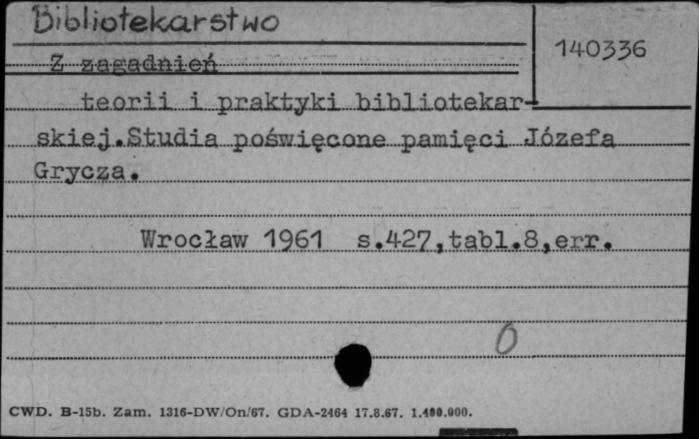 Bibliotekarstwo
140336
Z zagadnień
teorii i praktyki bibliotekar-
skiej.Studia poświęcone pamięci Józefa
Grycza.
Wrocław 1961 s.427,tabl.8,err.
0
CWD. B-15b. Zam. 1316-DW/On/67. GDA-2464 17.8.67. 1.400.000.